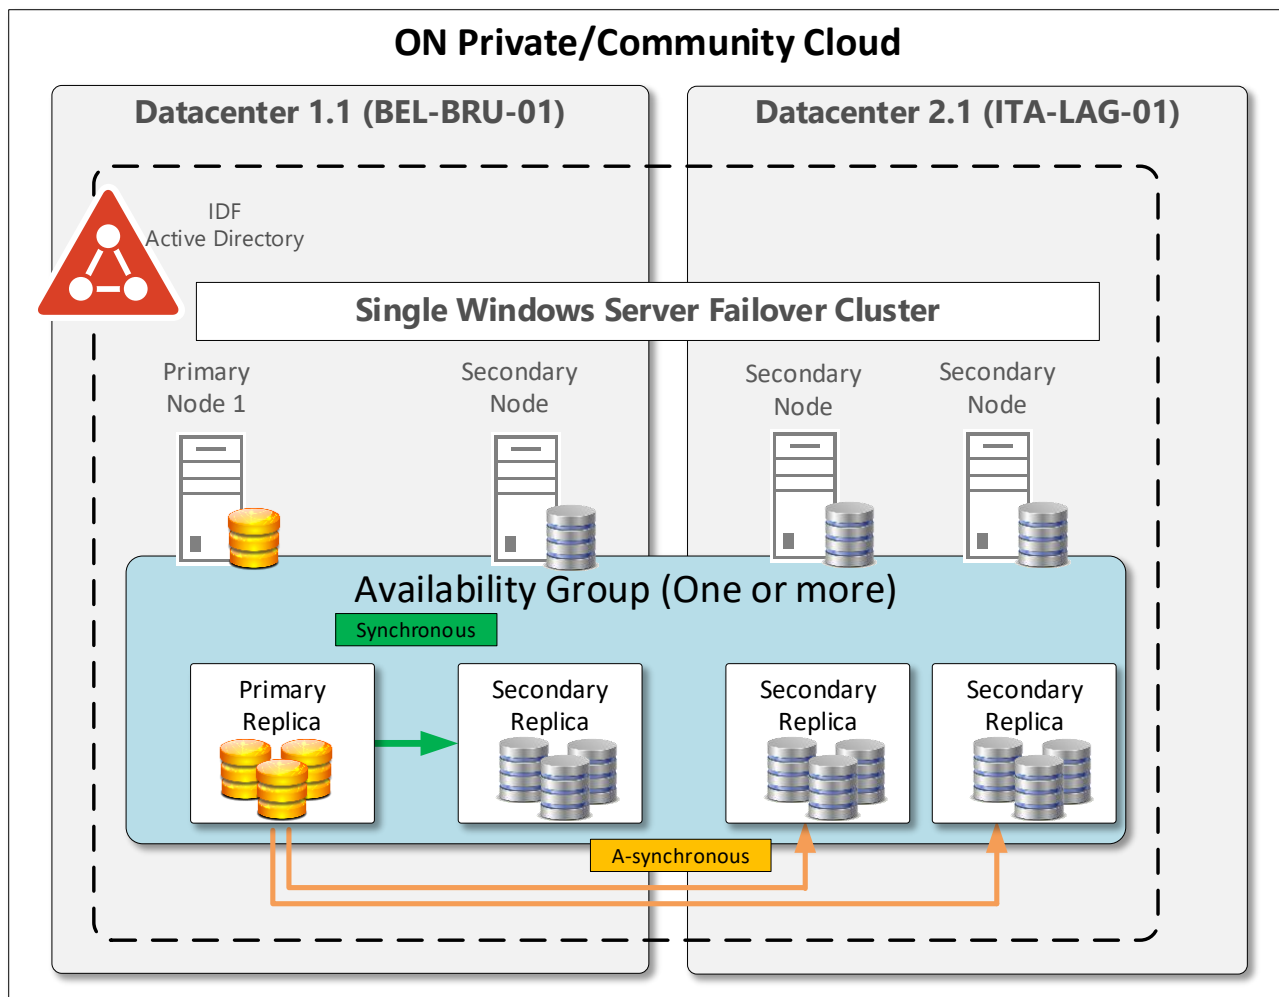 ON Private/Community Cloud
Datacenter 1.1 (BEL-BRU-01)
Datacenter 2.1 (ITA-LAG-01)
IDF
Active Directory
Single Windows Server Failover Cluster
Primary
Node 1
Secondary
Node
Secondary
Node
Secondary
Node
Availability Group (One or more)
Synchronous
Primary
Replica
Secondary
Replica
Secondary
Replica
Secondary
Replica
A-synchronous